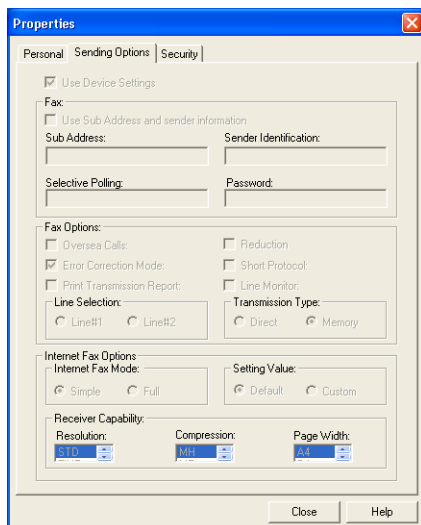 Properties
Personal Sending Options Security
Use Device Settings
Fax:
Use Sub Address and sender information
Sub Address: Sender Identification:
Selective Polling: Password:
Fax Options:
Oversea Calls: Reduction
Error Correction Mode: Short Protocol:
Print Transmission Report: Line Monitor:
Line Selection: Transmission Type:
Line#1 Line#2 Direct Memory
Internet Fax Options
Internet Fax Mode: Setting Value:
Simple Full Default Custom
Receiver Capability:
Resolution: Compression: Page Width:
STD MH A4
Close Help